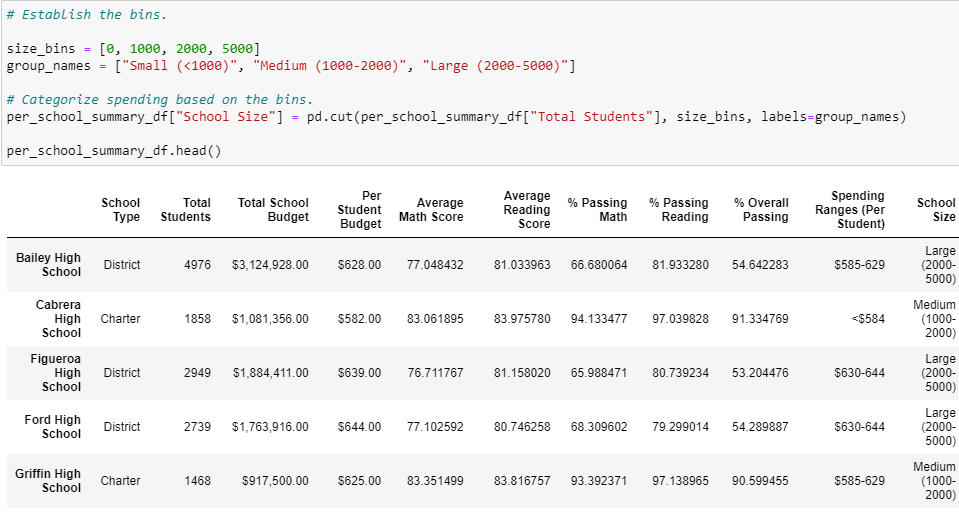 # Establish the bins.
size_bins = [0, 1000, 2000, 5000]
group_names = ["Small (<1000)", "Medium (1000-2000)", "Large (2000-5000)"]
# Categorize spending based on the bins.
per_school_summary_df["School Size"] = pd.cut(per_school_summary_df["Total Students"], size_bins, labels=group_names)
per_school_summary_df.head()
School Type Total Students Total School Budget Per Student Budget Average Math Score Average Reading Score % Passing Math % Passing Reading % Overall Passing Spending Ranges (Per Student) School Size
Bailey High School District 4976 $3,124,928.00 $628.00 77.048432 81.033963 66.680064 81.933280 54.642283 $585-629 Large (2000-5000)
Cabrera High School Charter 1858 $1,081,356.00 $582.00 83.061895 83.975780 94.133477 97.039828 91.334769 <$584 Medium (1000-2000)
Figueroa High School District 2949 $1,884,411.00 $639.00 76.711767 81.158020 65.988471 80.739234 53.204476 $630-644 Large (2000-5000)
Ford High School District 2739 $1,763,916.00 $644.00 77.102592 80.746258 68.309602 79.299014 54.289887 $630-644 Large (2000-5000)
Griffin High School Charter 1468 $917,500.00 $625.00 83.351499 83.816757 93.392371 97.138965 90.599455 $585-629 Medium (1000-2000)